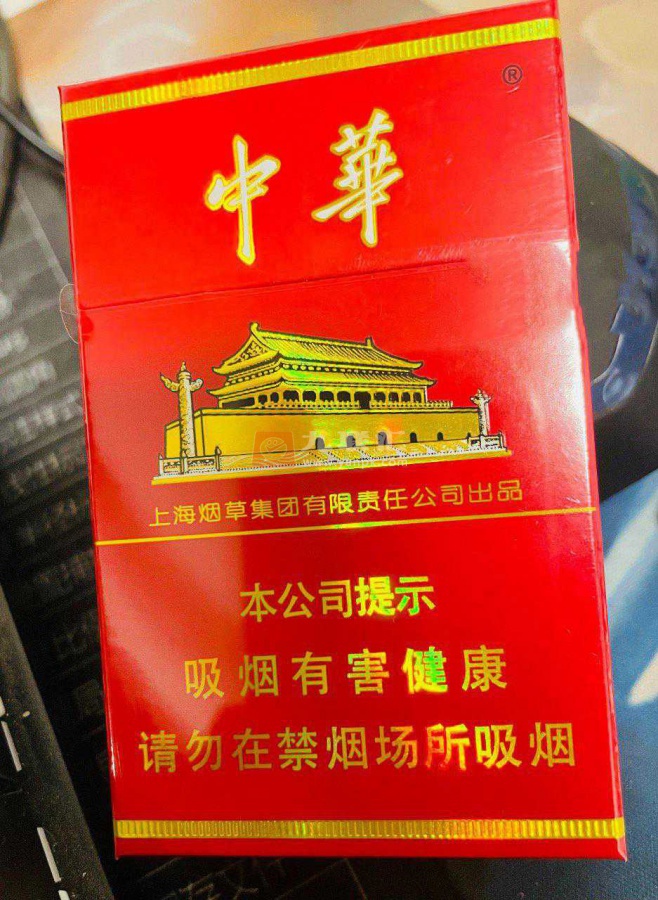 ®
中華
上海烟草集团有限责任公司出品
本公司提示
吸烟有害健康
请勿在禁烟场所吸烟